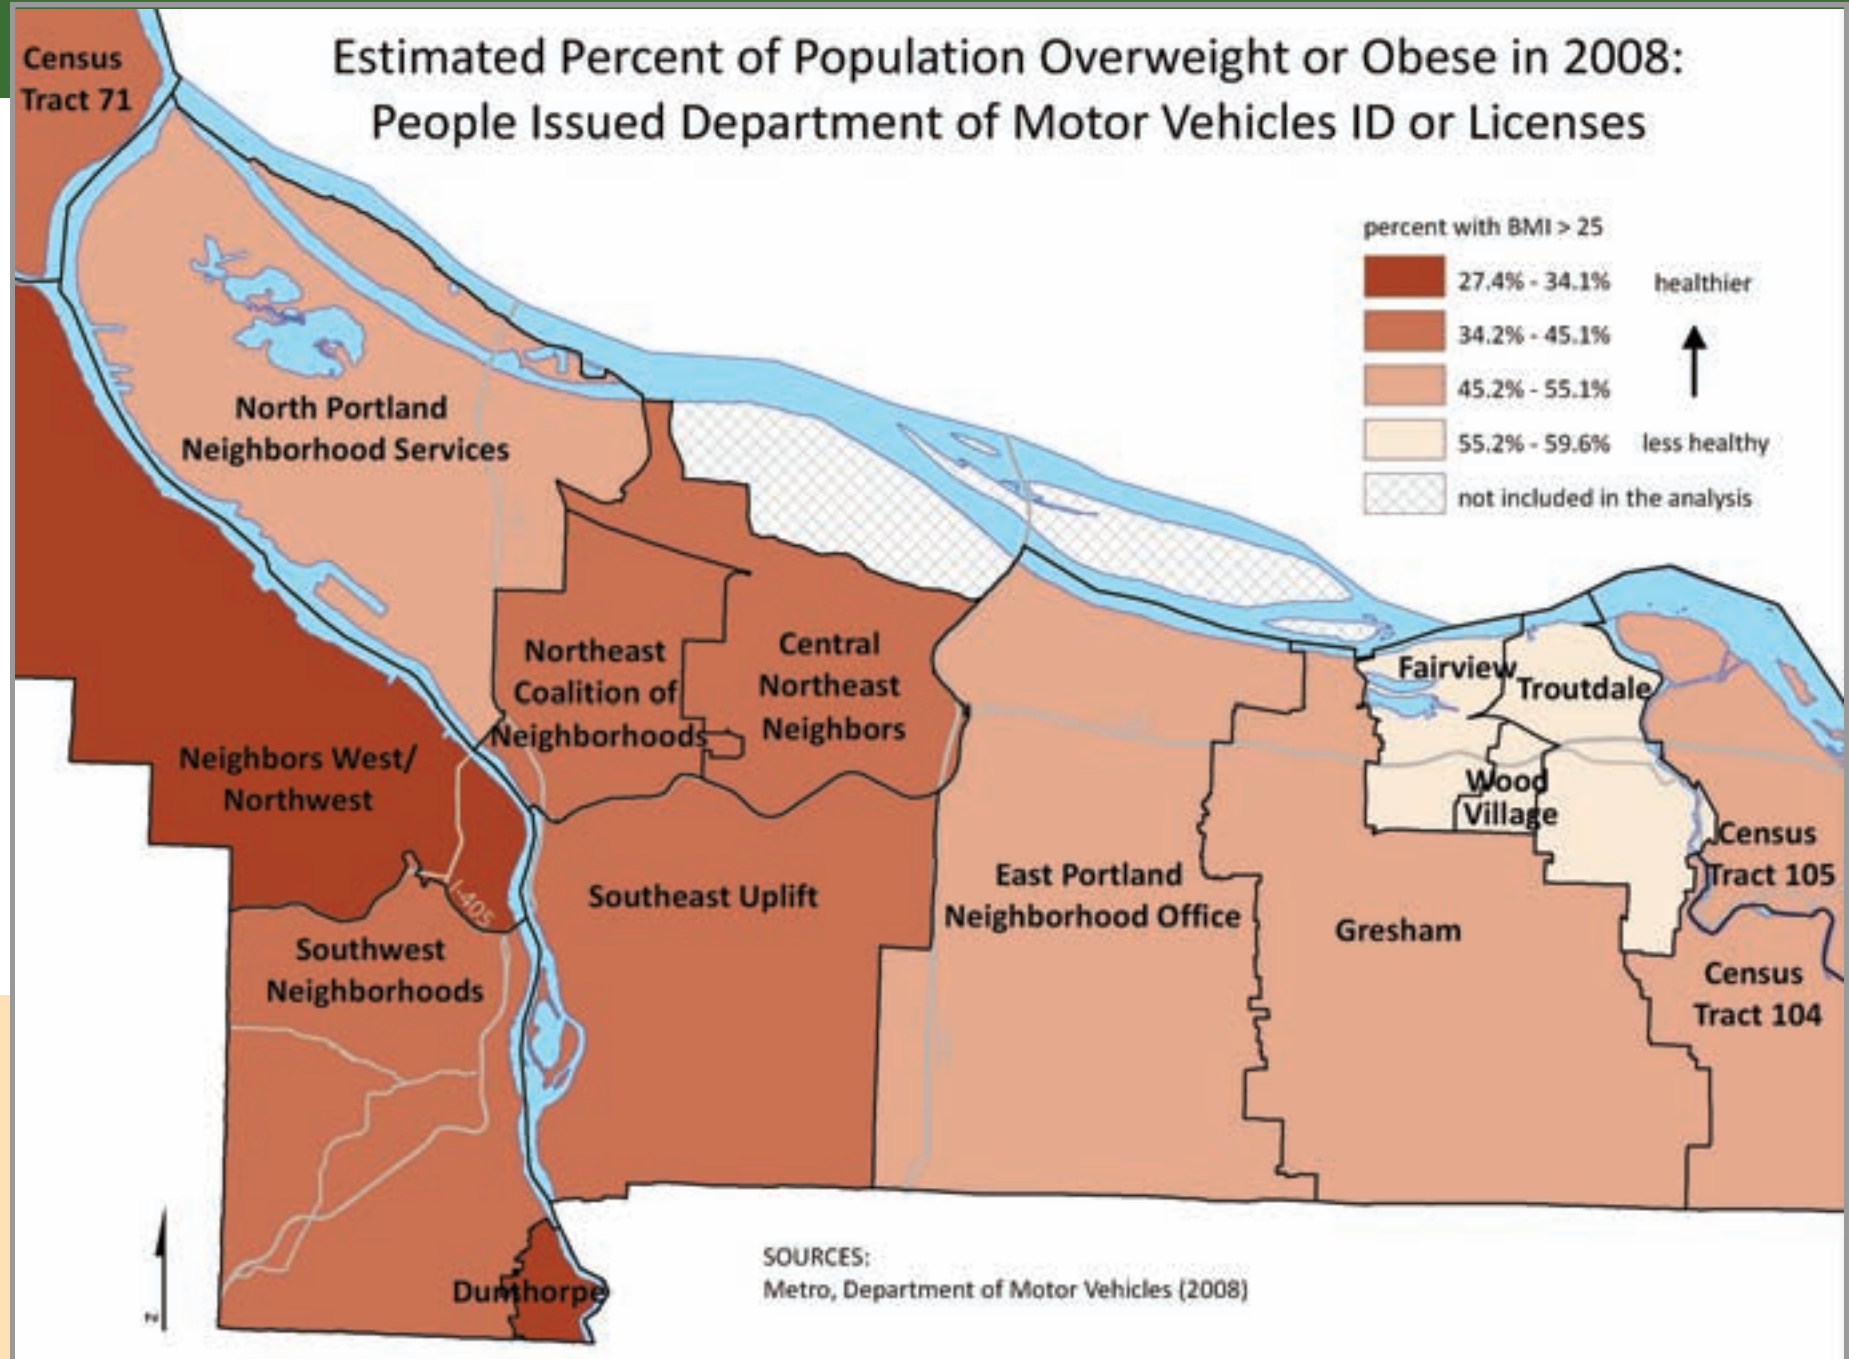 Estimated Percent of Population Overweight or Obese in 2008:
People Issued Department of Motor Vehicles ID or Licenses
Census
Tract 71
percent with BMI > 25
27.4% - 34.1% healthier
34.2% - 45.1%
45.2% - 55.1%
55.2% - 59.6% less healthy
not included in the analysis
North Portland
Neighborhood Services
Northeast
Coalition of
Neighborhoods
Central
Northeast
Neighbors
Fairview
Troutdale
Wood
Village
Neighbors West/
Northwest
I-405
Southeast Uplift
East Portland
Neighborhood Office
Gresham
Census
Tract 105
Census
Tract 104
Southwest
Neighborhoods
Dunthorpe
SOURCES:
Metro, Department of Motor Vehicles (2008)
N